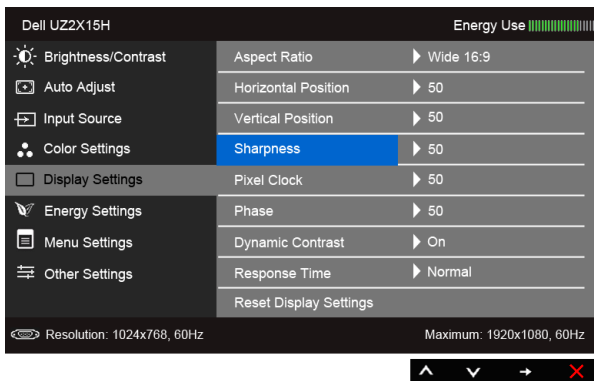 Dell UZ2X15H Energy Use
Brightness/Contrast Aspect Ratio Wide 16:9
Auto Adjust Horizontal Position 50
Input Source Vertical Position 50
Color Settings Sharpness 50
Display Settings Pixel Clock 50
Energy Settings Phase 50
Menu Settings Dynamic Contrast On
Other Settings Response Time Normal
Reset Display Settings
Resolution: 1024x768, 60Hz Maximum: 1920x1080, 60Hz